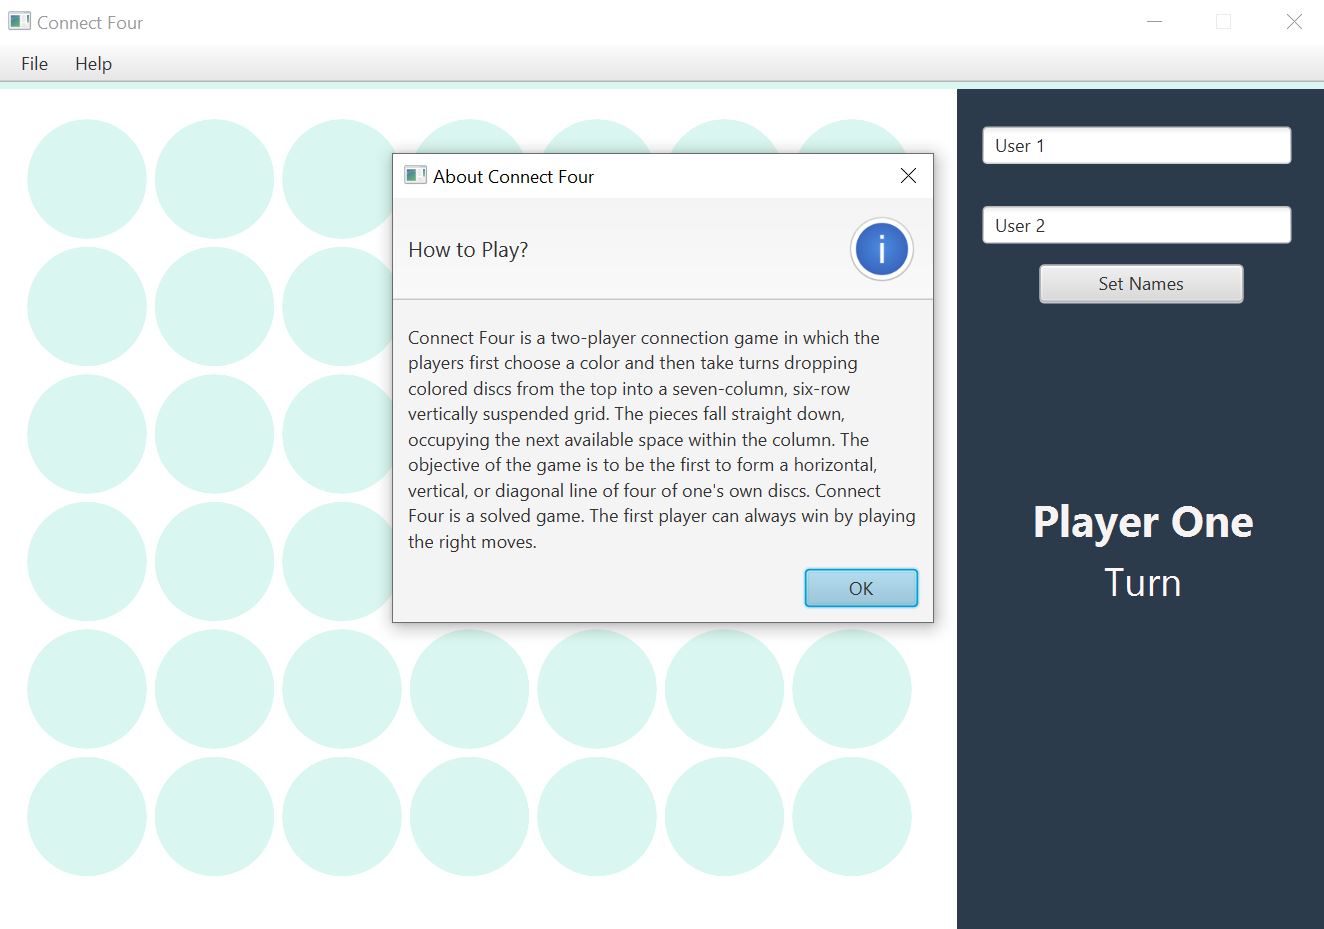 Connect Four
File Help
User 1
About Connect Four
User 2
How to Play?
Set Names
Connect Four is a two-player connection game in which the
players first choose a color and then take turns dropping
colored discs from the top into a seven-column, six-row
vertically suspended grid. The pieces fall straight down,
occupying the next available space within the column. The
objective of the game is to be the first to form a horizontal,
vertical, or diagonal line of four of one's own discs. Connect
Four is a solved game. The first player can always win by playing
the right moves.
OK
Player One
Turn